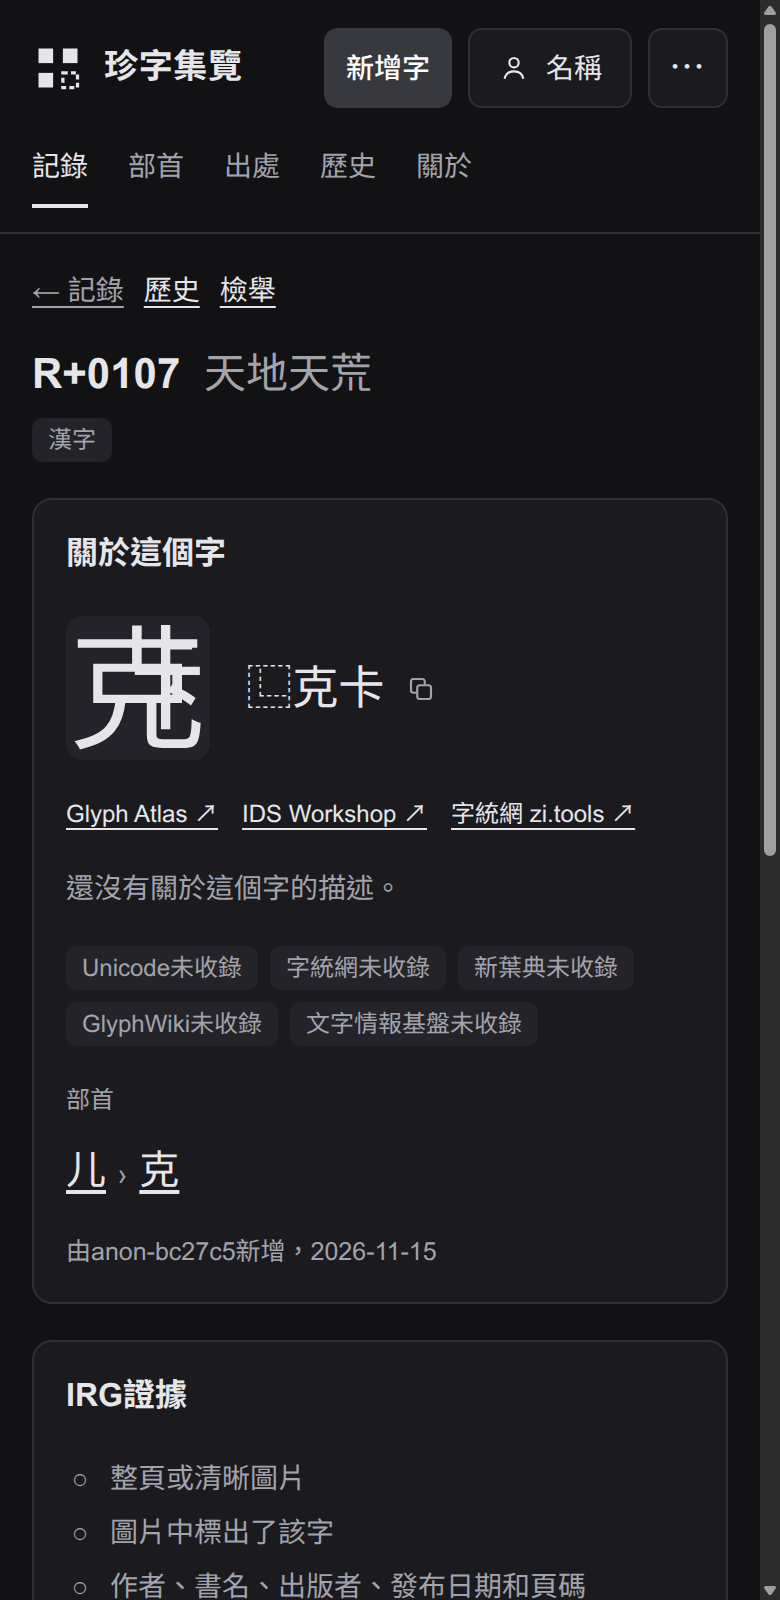 珍字集覽 新增字 名稱 ···
記錄 部首 出處 歷史 關於
← 記錄 歷史 檢舉
R+0107 天地天荒
漢字
關於這個字
⿺克卡
Glyph Atlas ↗ IDS Workshop ↗ 字統網 zi.tools ↗
還沒有關於這個字的描述。
Unicode未收錄 字統網未收錄 新葉典未收錄
GlyphWiki未收錄 文字情報基盤未收錄
部首
儿 › 克
由anon-bc27c5新增，2026-11-15
IRG證據
整頁或清晰圖片
圖片中標出了該字
作者、書名、出版者、發布日期和頁碼